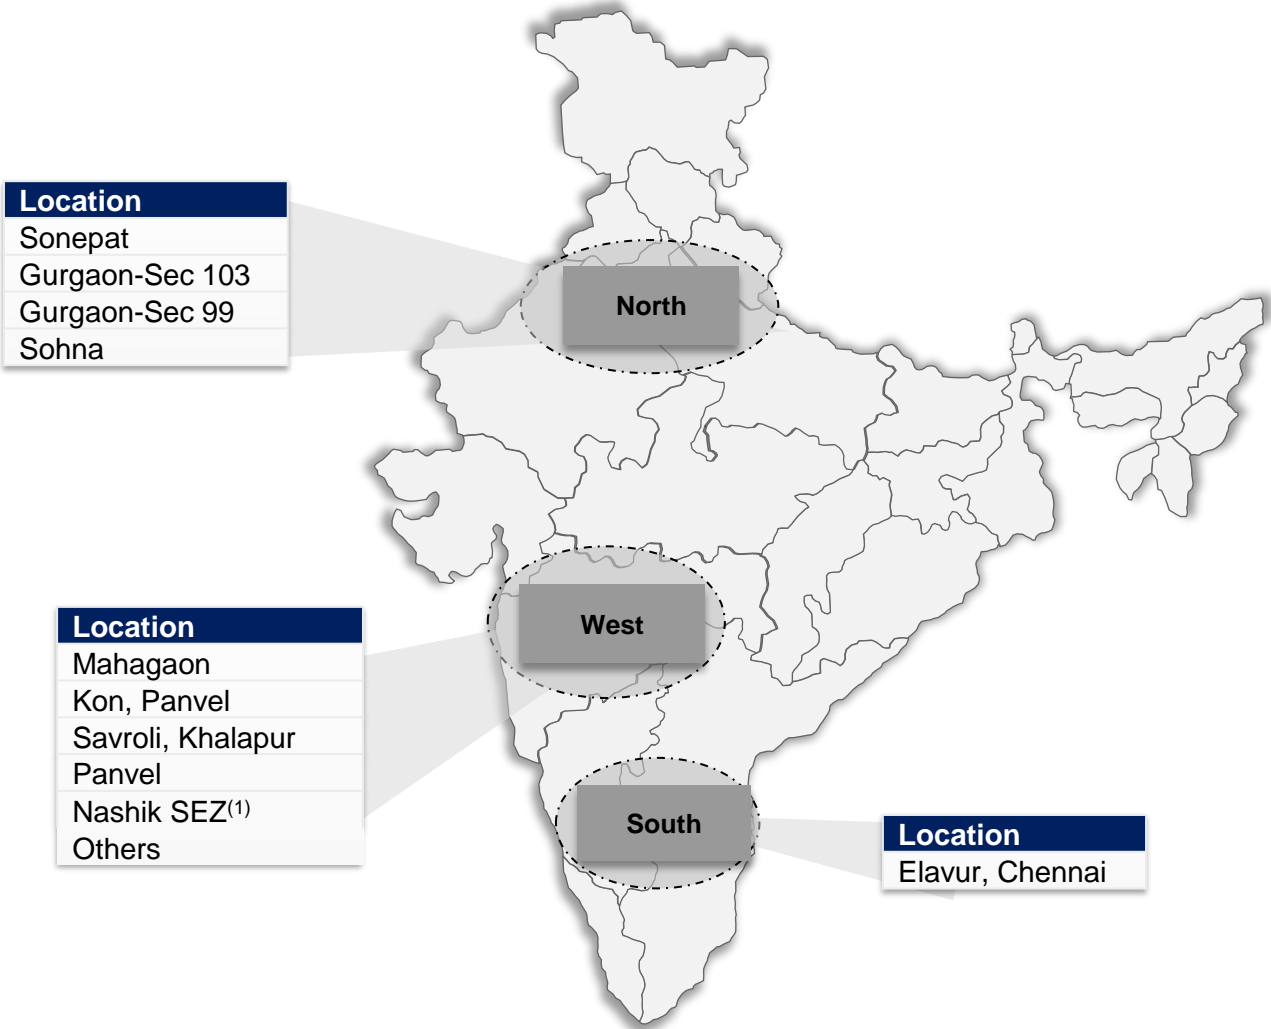 Location
Sonepat
Gurgaon-Sec 103
Gurgaon-Sec 99
Sohna
North
Location
Mahagaon
Kon, Panvel
Savroli, Khalapur
Panvel
Nashik SEZ(1)
Others
West
South
Location
Elavur, Chennai